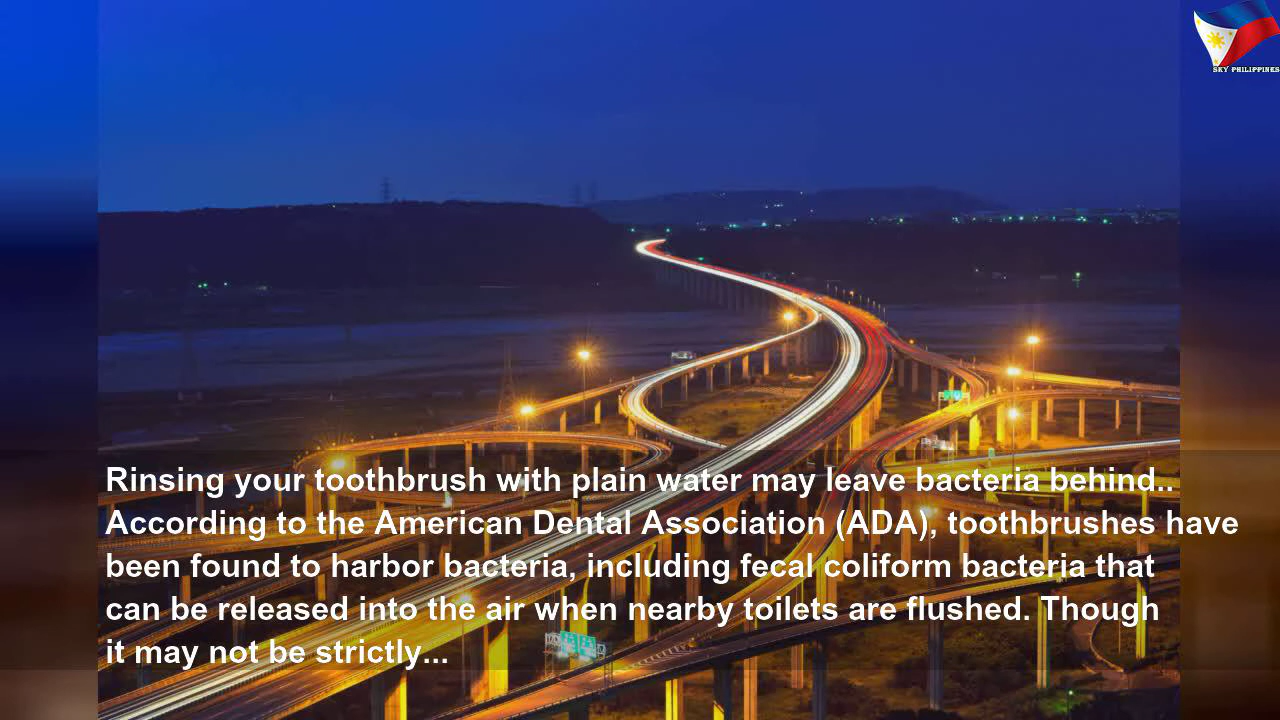 SKY PHILIPPINES
Rinsing your toothbrush with plain water may leave bacteria behind..
According to the American Dental Association (ADA), toothbrushes have
been found to harbor bacteria, including fecal coliform bacteria that
can be released into the air when nearby toilets are flushed. Though
it may not be strictly...